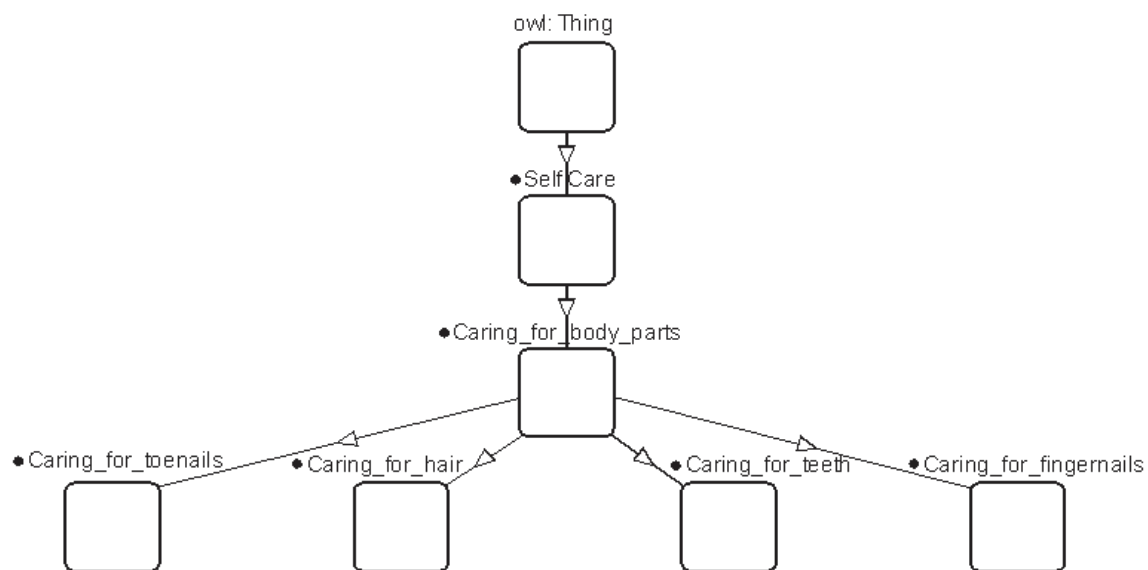 owl: Thing
Self Care
Caring_for_body_parts
Caring_for_toenails
Caring_for_hair
Caring_for_teeth
Caring_for_fingernails